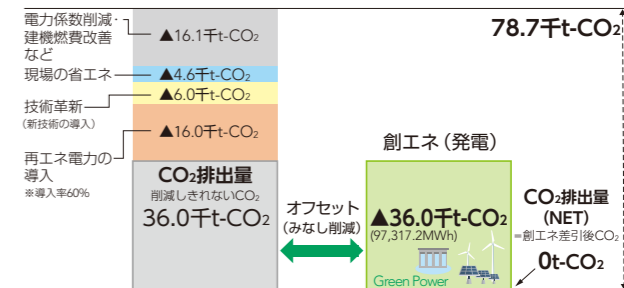 電力係数削減・
建機燃費改善
など
▲16.1千t-CO₂
78.7千t-CO₂
現場の省エネ
▲4.6千t-CO₂
技術革新
(新技術の導入)
▲6.0千t-CO₂
再エネ電力の
導入
※導入率60%
▲16.0千t-CO₂
CO₂排出量
削減しきれないCO₂
36.0千t-CO₂
オフセット
(みなし削減)
創エネ(発電)
▲36.0千t-CO₂
(97,317.2MWh)
Green Power
CO₂排出量
(NET)
=創エネ差引後CO₂
0t-CO₂